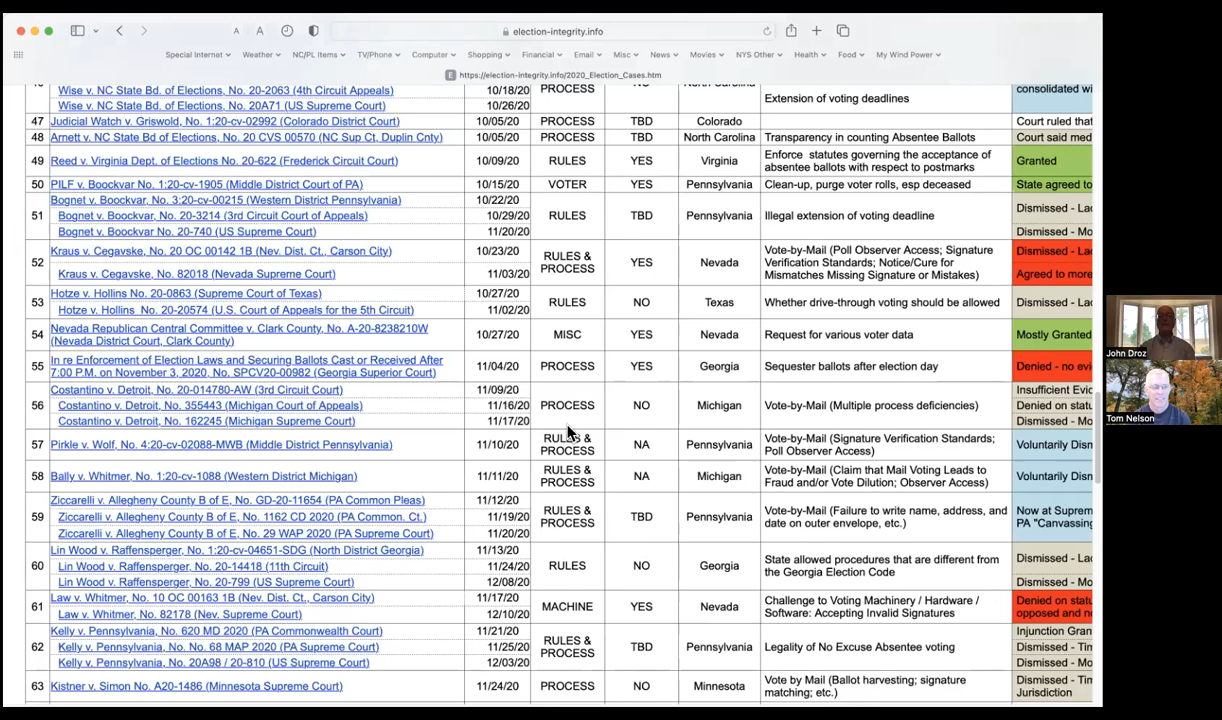 election-integrity.info
Special Internet Weather NC/PL Items TV/Phone Computer Shopping Financial Email Misc News Movies NYS Other Health Food My Wind Power
E https://election-integrity.info/2020_Election_Cases.htm
Wise v. NC State Bd. of Elections, No. 20-2063 (4th Circuit Appeals) 10/18/20 PROCESS consolidated wi
Wise v. NC State Bd. of Elections. No. 20A71 (US Supreme Court) 10/26/20 Extension of voting deadlines
47 Judicial Watch v. Griswold, No. 1:20-cv-02992 (Colorado District Court) 10/05/20 PROCESS TBD Colorado Court ruled that
48 Arnett v. NC State Bd of Elections, No. 20 CVS 00570 (NC Sup Ct, Duplin Cnty) 10/05/20 PROCESS TBD North Carolina Transparency in counting Absentee Ballots Court said med
49 Reed v. Virginia Dept. of Elections No. 20-622 (Frederick Circuit Court) 10/09/20 RULES YES Virginia Enforce statutes governing the acceptance of
absentee ballots with respect to postmarks Granted
50 PILF v. Boockvar No. 1:20-cv-1905 (Middle District Court of PA) 10/15/20 VOTER YES Pennsylvania Clean-up, purge voter rolls, esp deceased State agreed to
Bognet v. Boockvar, No. 3:20-cv-00215 (Western District Pennsylvania) 10/22/20
51 Bognet v. Boockvar, No. 20-3214 (3rd Circuit Court of Appeals) 10/29/20 RULES TBD Pennsylvania Illegal extension of voting deadline Dismissed - Lac
Bognet v. Boockvar No. 20-740 (US Supreme Court) 11/20/20 Dismissed - Mo
Kraus v. Cegavske, No. 20 OC 00142 1B (Nev. Dist. Ct., Carson City) 10/23/20 Vote-by-Mail (Poll Observer Access; Signature Dismissed - Lac
52 RULES & PROCESS YES Nevada Verification Standards; Notice/Cure for
Kraus v. Cegavske, No. 82018 (Nevada Supreme Court) 11/03/20 Mismatches Missing Signature or Mistakes) Agreed to more
Hotze v. Hollins No. 20-0863 (Supreme Court of Texas) 10/27/20
53 RULES NO Texas Whether drive-through voting should be allowed Dismissed - Lac
Hotze v. Hollins No. 20-20574 (U.S. Court of Appeals for the 5th Circuit) 11/02/20
54 Nevada Republican Central Committee v. Clark County, No. A-20-8238210W
(Nevada District Court, Clark County) 10/27/20 MISC YES Nevada Request for various voter data Mostly Granted
55 In re Enforcement of Election Laws and Securing Ballots Cast or Received After
7:00 P.M. on November 3, 2020, No. SPCV20-00982 (Georgia Superior Court) 11/04/20 PROCESS YES Georgia Sequester ballots after election day Denied - no evi
Costantino v. Detroit, No. 20-014780-AW (3rd Circuit Court) 11/09/20 Insufficient Evic
56 Costantino v. Detroit, No. 355443 (Michigan Court of Appeals) 11/16/20 PROCESS NO Michigan Vote-by-Mail (Multiple process deficiencies) Denied on statu
Costantino v. Detroit, No. 162245 (Michigan Supreme Court) 11/17/20 Dismissed - Mo
57 Pirkle v. Wolf, No. 4:20-cv-02088-MWB (Middle District Pennsylvania) 11/10/20 RULES & PROCESS NA Pennsylvania Vote-by-Mail (Signature Verification Standards;
Poll Observer Access) Voluntarily Disn
58 Bally v. Whitmer, No. 1:20-cv-1088 (Western District Michigan) 11/11/20 RULES & PROCESS NA Michigan Vote-by-Mail (Claim that Mail Voting Leads to
Fraud and/or Vote Dilution; Observer Access) Voluntarily Disn
Ziccarelli v. Allegheny County B of E, No. GD-20-11654 (PA Common Pleas) 11/12/20
59 Ziccarelli v. Allegheny County B of E, No. 1162 CD 2020 (PA Common. Ct.) 11/19/20 RULES & PROCESS TBD Pennsylvania Vote-by-Mail (Failure to write name, address, and
date on outer envelope, etc.) Now at Suprem
PA "Canvassing
Ziccarelli v. Allegheny County B of E, No. 29 WAP 2020 (PA Supreme Court) 11/20/20
Lin Wood v. Raffensperger, No. 1:20-cv-04651-SDG (North District Georgia) 11/13/20
60 Lin Wood v. Raffensperger, No. 20-14418 (11th Circuit) 11/24/20 RULES NO Georgia State allowed procedures that are different from
the Georgia Election Code Dismissed - Lac
Lin Wood v. Raffensperger, No. 20-799 (US Supreme Court) 12/08/20 Dismissed - Mo
Law v. Whitmer, No. 10 OC 00163 1B (Nev. Dist. Ct., Carson City) 11/17/20
61 MACHINE YES Nevada Challenge to Voting Machinery / Hardware /
Software: Accepting Invalid Signatures Denied on statu
opposed and no
Law v. Whitmer, No. 82178 (Nev. Supreme Court) 12/10/20
Kelly v. Pennsylvania, No. 620 MD 2020 (PA Commonwealth Court) 11/21/20 Injunction Gran
62 Kelly v. Pennsylvania, No. No. 68 MAP 2020 (PA Supreme Court) 11/25/20 RULES & PROCESS TBD Pennsylvania Legality of No Excuse Absentee voting Dismissed - Tim
Kelly v. Pennsylvania, No. 20A98 / 20-810 (US Supreme Court) 12/03/20 Dismissed - Mo
63 Kistner v. Simon No. A20-1486 (Minnesota Supreme Court) 11/24/20 PROCESS NO Minnesota Vote by Mail (Ballot harvesting; signature
matching; etc.) Dismissed - Tim
Jurisdiction
John Droz
Tom Nelson